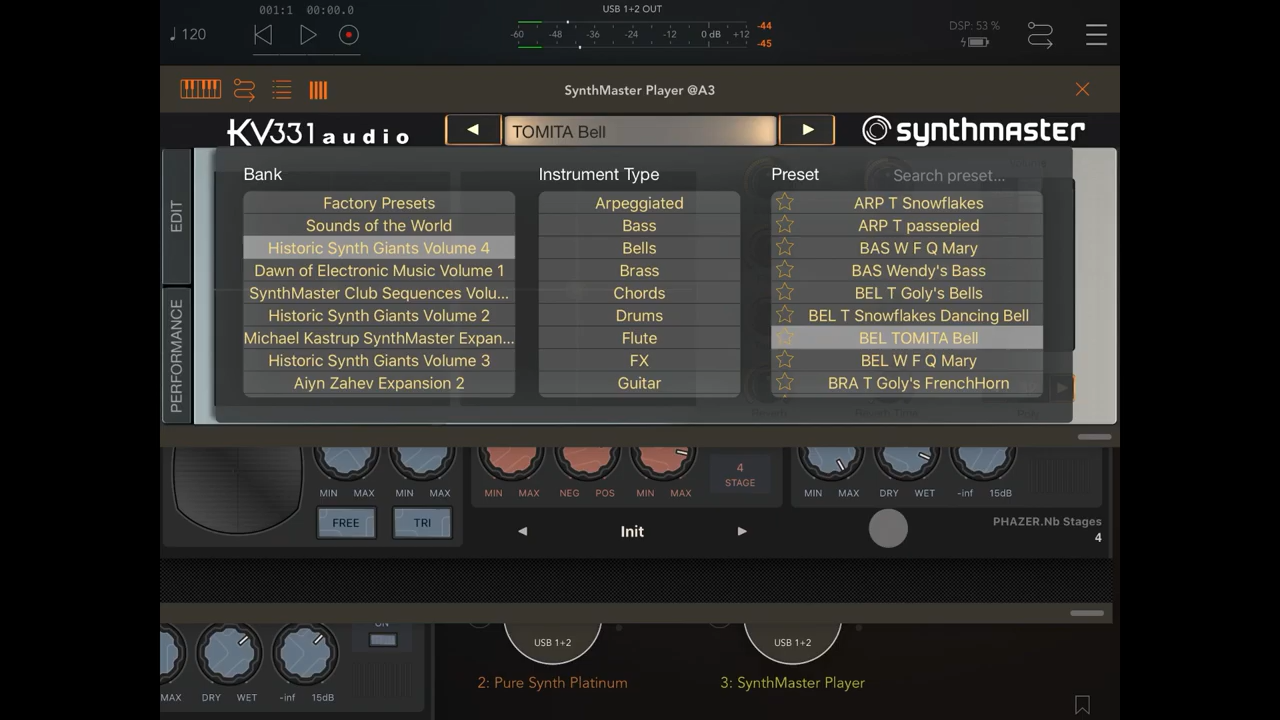 001:1 00:00.0
USB 1+2 OUT
♩120
-60 -48 -36 -24 -12 0 dB +12
-44
-45
DSP: 53 %
SynthMaster Player @A3
KV331 audio
◀ TOMITA Bell ▶
synthmaster
EDIT
PERFORMANCE
Bank
Factory Presets
Sounds of the World
Historic Synth Giants Volume 4
Dawn of Electronic Music Volume 1
SynthMaster Club Sequences Volu...
Historic Synth Giants Volume 2
Michael Kastrup SynthMaster Expan...
Historic Synth Giants Volume 3
Aiyn Zahev Expansion 2
Instrument Type
Arpeggiated
Bass
Bells
Brass
Chords
Drums
Flute
FX
Guitar
Preset Search preset...
ARP T Snowflakes
ARP T passepied
BAS W F Q Mary
BAS Wendy's Bass
BEL T Goly's Bells
BEL T Snowflakes Dancing Bell
BEL TOMITA Bell
BEL W F Q Mary
BRA T Goly's FrenchHorn
Reverb Reverb Time
MIN MAX MIN MAX MIN MAX NEG POS MIN MAX
4
STAGE
MIN MAX DRY WET -inf 15dB
FREE TRI
◀ Init ▶
PHAZER.Nb Stages
4
ON
MAX DRY WET -inf 15dB
USB 1+2 USB 1+2
2: Pure Synth Platinum 3: SynthMaster Player